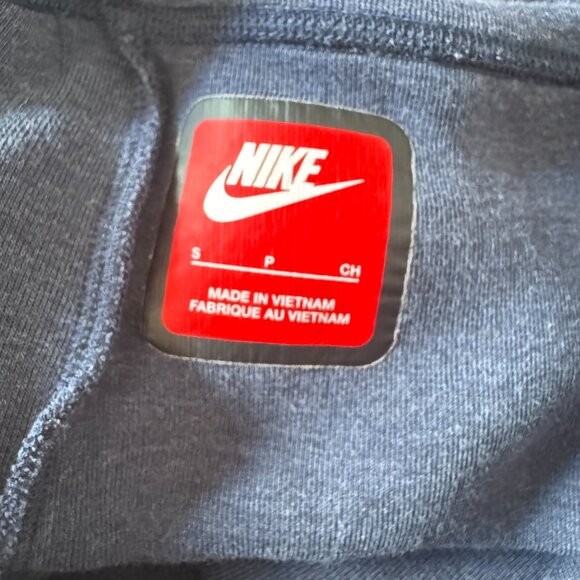 NIKE
S P CH
MADE IN VIETNAM
FABRIQUE AU VIETNAM